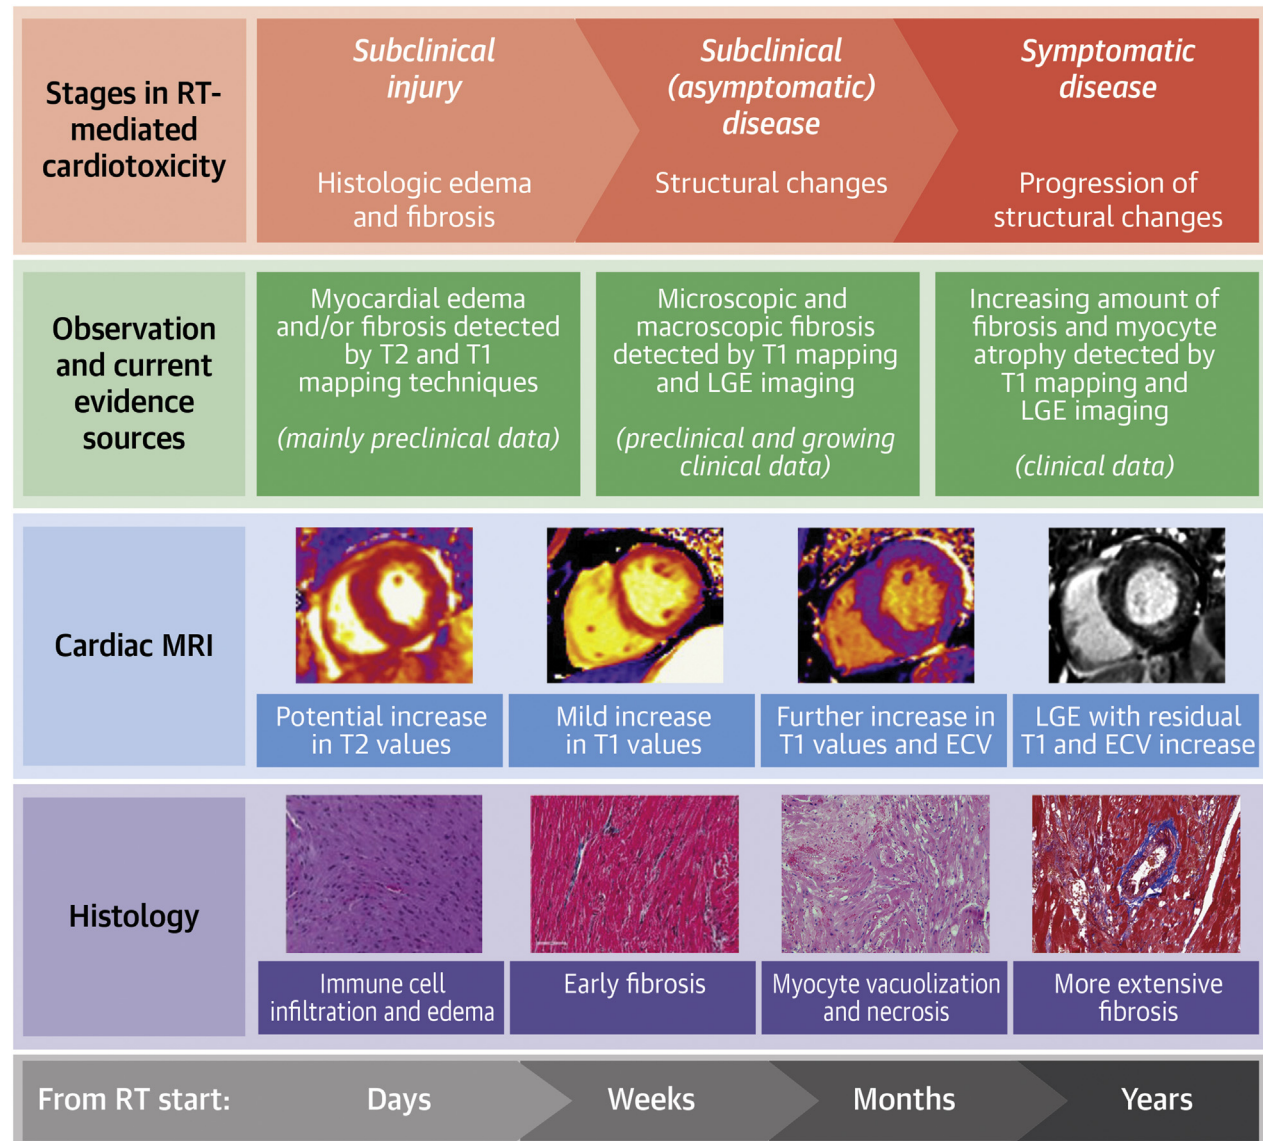 Stages in RT-
mediated
cardiotoxicity
Subclinical
injury
Histologic edema
and fibrosis
Subclinical
(asymptomatic)
disease
Structural changes
Symptomatic
disease
Progression of
structural changes
Observation
and current
evidence
sources
Myocardial edema
and/or fibrosis detected
by T2 and T1
mapping techniques
(mainly preclinical data)
Microscopic and
macroscopic fibrosis
detected by T1 mapping
and LGE imaging
(preclinical and growing
clinical data)
Increasing amount of
fibrosis and myocyte
atrophy detected by
T1 mapping and
LGE imaging
(clinical data)
Cardiac MRI
Potential increase
in T2 values
Mild increase
in T1 values
Further increase in
T1 values and ECV
LGE with residual
T1 and ECV increase
Histology
Immune cell
infiltration and edema
Early fibrosis
Myocyte vacuolization
and necrosis
More extensive
fibrosis
From RT start:
Days
Weeks
Months
Years